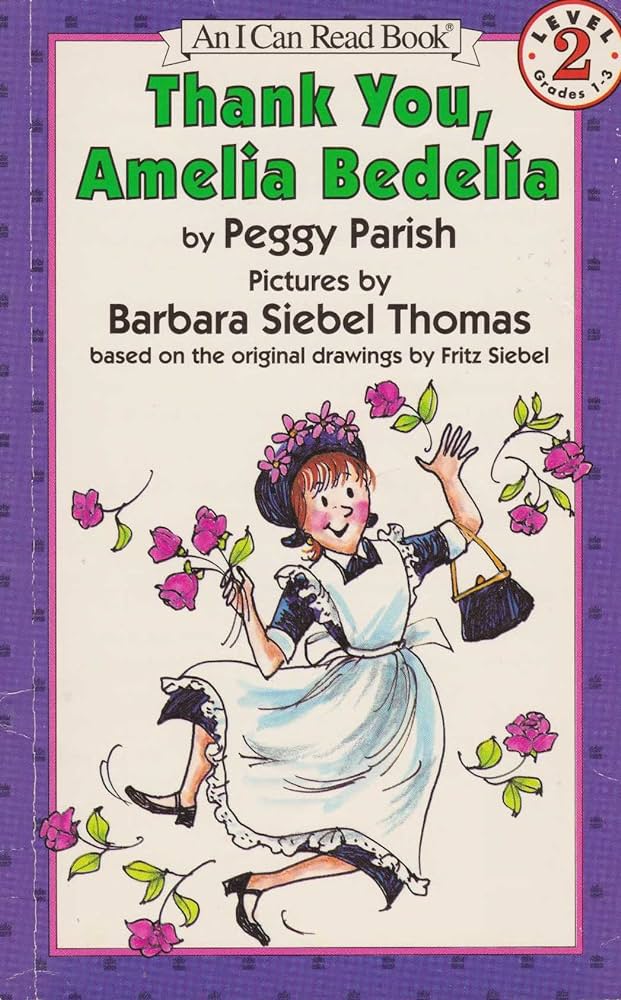 An I Can Read Book®
LEVEL
2
Grades 1-3
Thank You,
Amelia Bedelia
by Peggy Parish
Pictures by
Barbara Siebel Thomas
based on the original drawings by Fritz Siebel